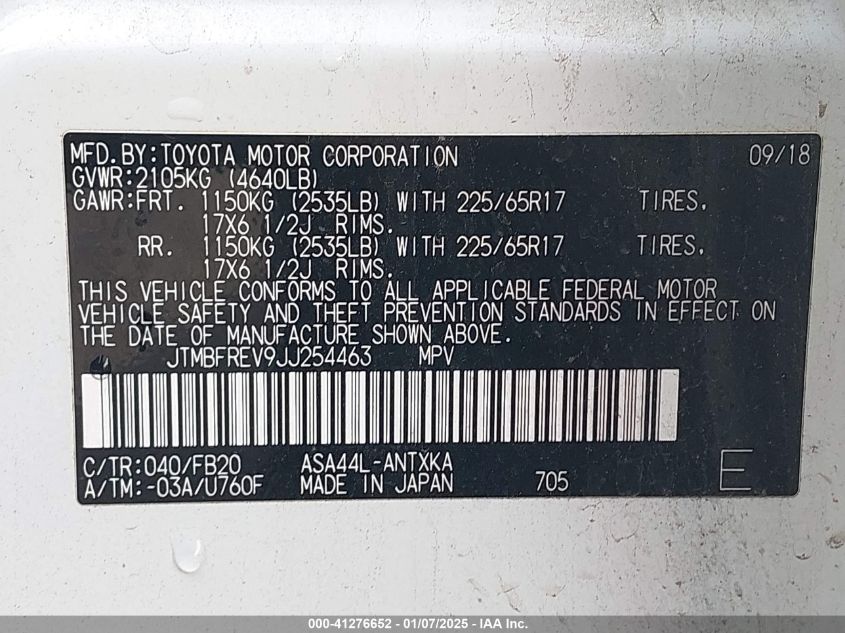 MFD.BY:TOYOTA MOTOR CORPORATION 09/18
GVWR:2105KG (4640LB)
GAWR:FRT. 1150KG (2535LB) WITH 225/65R17 TIRES.
17X6 1/2J RIMS.
RR. 1150KG (2535LB) WITH 225/65R17 TIRES.
17X6 1/2J RIMS.
THIS VEHICLE CONFORMS TO ALL APPLICABLE FEDERAL MOTOR
VEHICLE SAFETY AND THEFT PREVENTION STANDARDS IN EFFECT ON
THE DATE OF MANUFACTURE SHOWN ABOVE.
JTMBFREV9JJ254463 MPV
C/TR:040/FB20 ASA44L-ANTXKA
A/TM:-03A/U760F MADE IN JAPAN 705 E
000-41276652 - 01/07/2025 - IAA Inc.